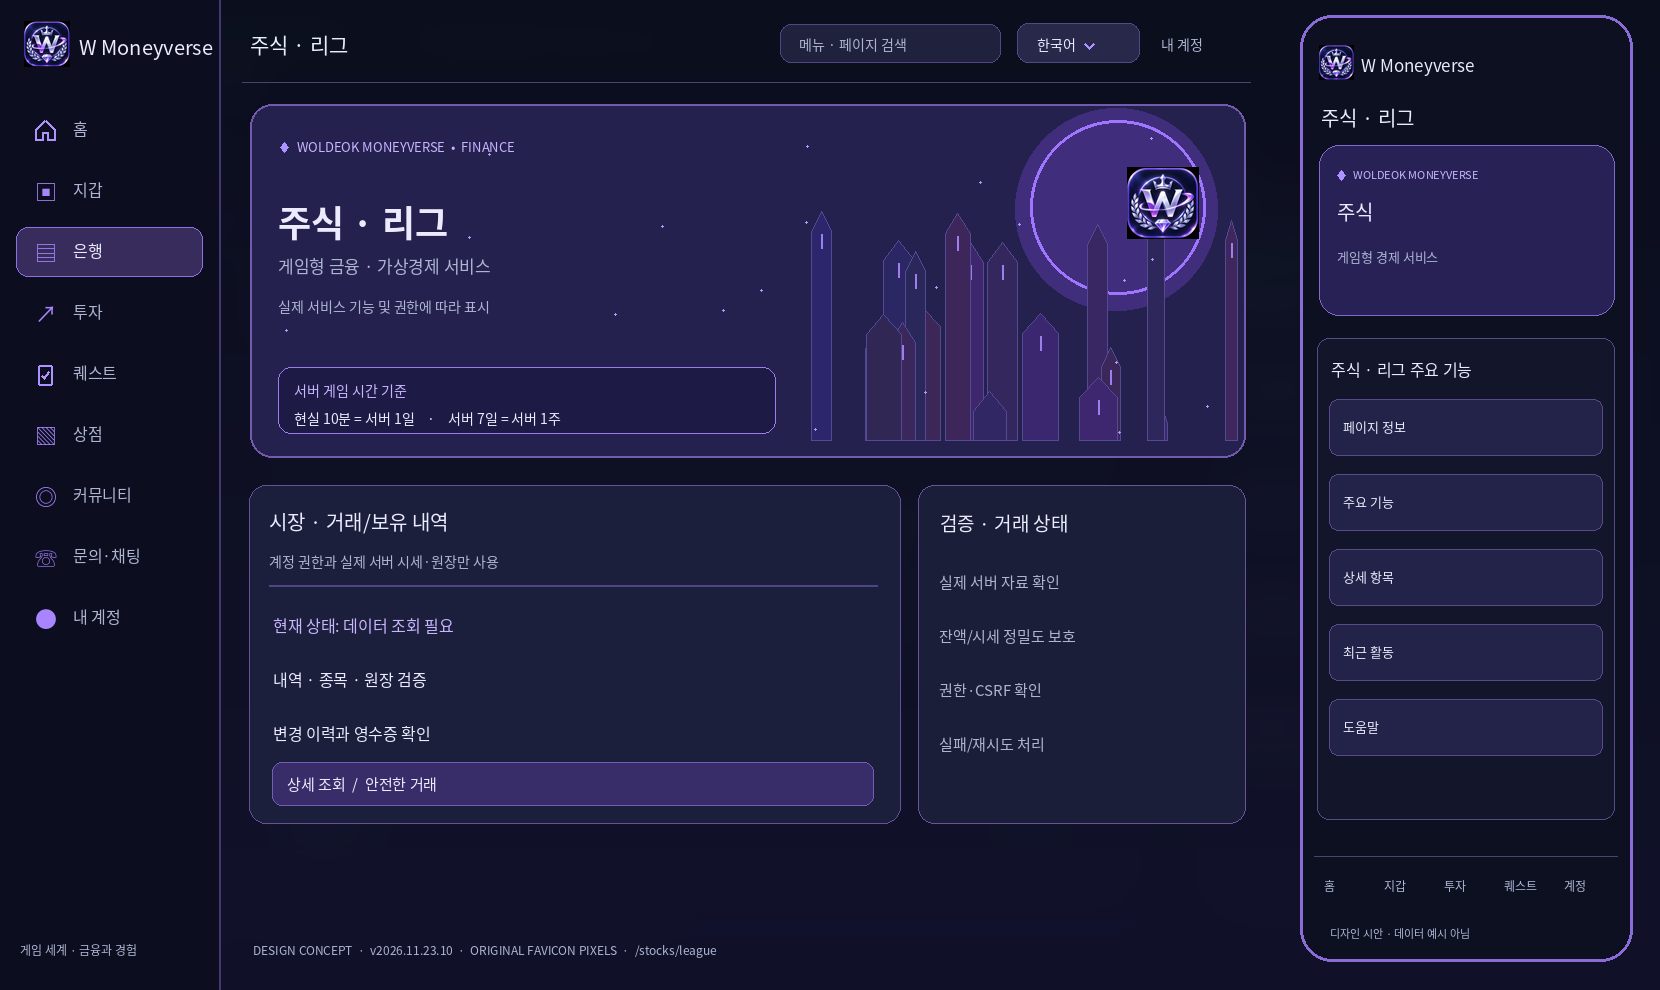 W Moneyverse
홈
지갑
은행
투자
퀘스트
상점
커뮤니티
문의·채팅
내 계정
게임 세계 · 금융과 경험
주식 · 리그
메뉴 · 페이지 검색
한국어
내 계정
WOLDEOK MONEYVERSE • FINANCE
주식 · 리그
게임형 금융 · 가상경제 서비스
실제 서비스 기능 및 권한에 따라 표시
서버 게임 시간 기준
현실 10분 = 서버 1일 · 서버 7일 = 서버 1주
W
시장 · 거래/보유 내역
계정 권한과 실제 서버 시세·원장만 사용
현재 상태: 데이터 조회 필요
내역 · 종목 · 원장 검증
변경 이력과 영수증 확인
상세 조회 / 안전한 거래
검증 · 거래 상태
실제 서버 자료 확인
잔액/시세 정밀도 보호
권한·CSRF 확인
실패/재시도 처리
DESIGN CONCEPT · v2026.11.23.10 · ORIGINAL FAVICON PIXELS · /stocks/league
W Moneyverse
주식 · 리그
WOLDEOK MONEYVERSE
주식
게임형 경제 서비스
주식 · 리그 주요 기능
페이지 정보
주요 기능
상세 항목
최근 활동
도움말
홈 지갑 투자 퀘스트 계정
디자인 시안 · 데이터 예시 아님